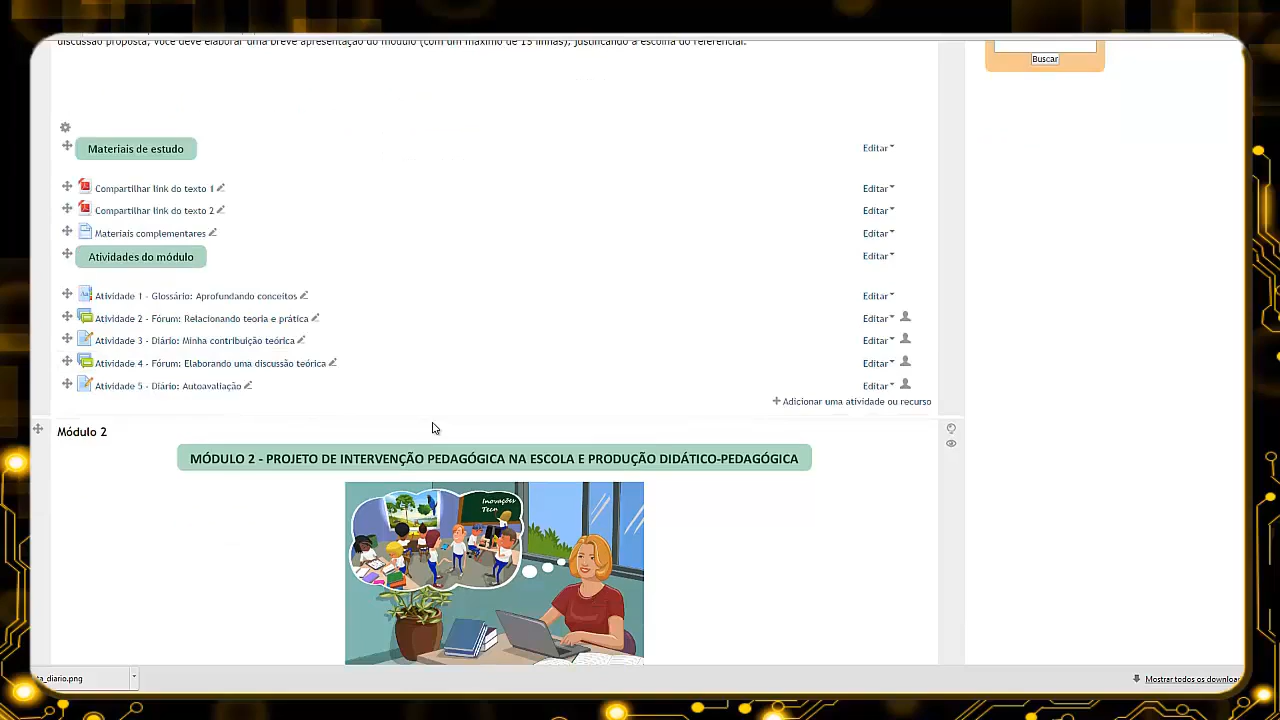 discussão proposta, você deve elaborar uma breve apresentação do módulo (com um máximo de 15 linhas), justificando a escolha do referencial.
Buscar
Materiais de estudo Editar
Compartilhar link do texto 1 Editar
Compartilhar link do texto 2 Editar
Materiais complementares Editar
Atividades do módulo Editar
Atividade 1 - Glossário: Aprofundando conceitos Editar
Atividade 2 - Fórum: Relacionando teoria e prática Editar
Atividade 3 - Diário: Minha contribuição teórica Editar
Atividade 4 - Fórum: Elaborando uma discussão teórica Editar
Atividade 5 - Diário: Autoavaliação Editar
Adicionar uma atividade ou recurso
Módulo 2
MÓDULO 2 - PROJETO DE INTERVENÇÃO PEDAGÓGICA NA ESCOLA E PRODUÇÃO DIDÁTICO-PEDAGÓGICA
Inovações
Tecn
ta_diario.png
Mostrar todos os downloa